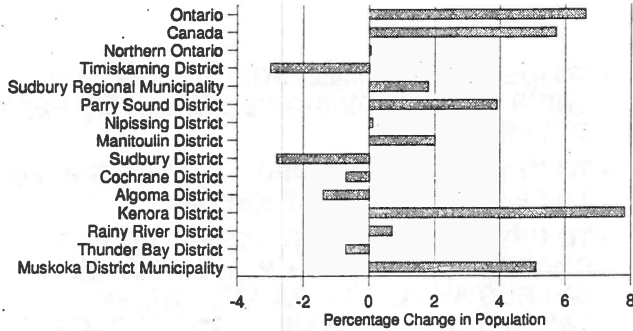 Ontario
Canada
Northern Ontario
Timiskaming District
Sudbury Regional Municipality
Parry Sound District
Nipissing District
Manitoulin District
Sudbury District
Cochrane District
Algoma District
Kenora District
Rainy River District
Thunder Bay District
Muskoka District Municipality
-4 -2 0 2 4 6 8
Percentage Change in Population